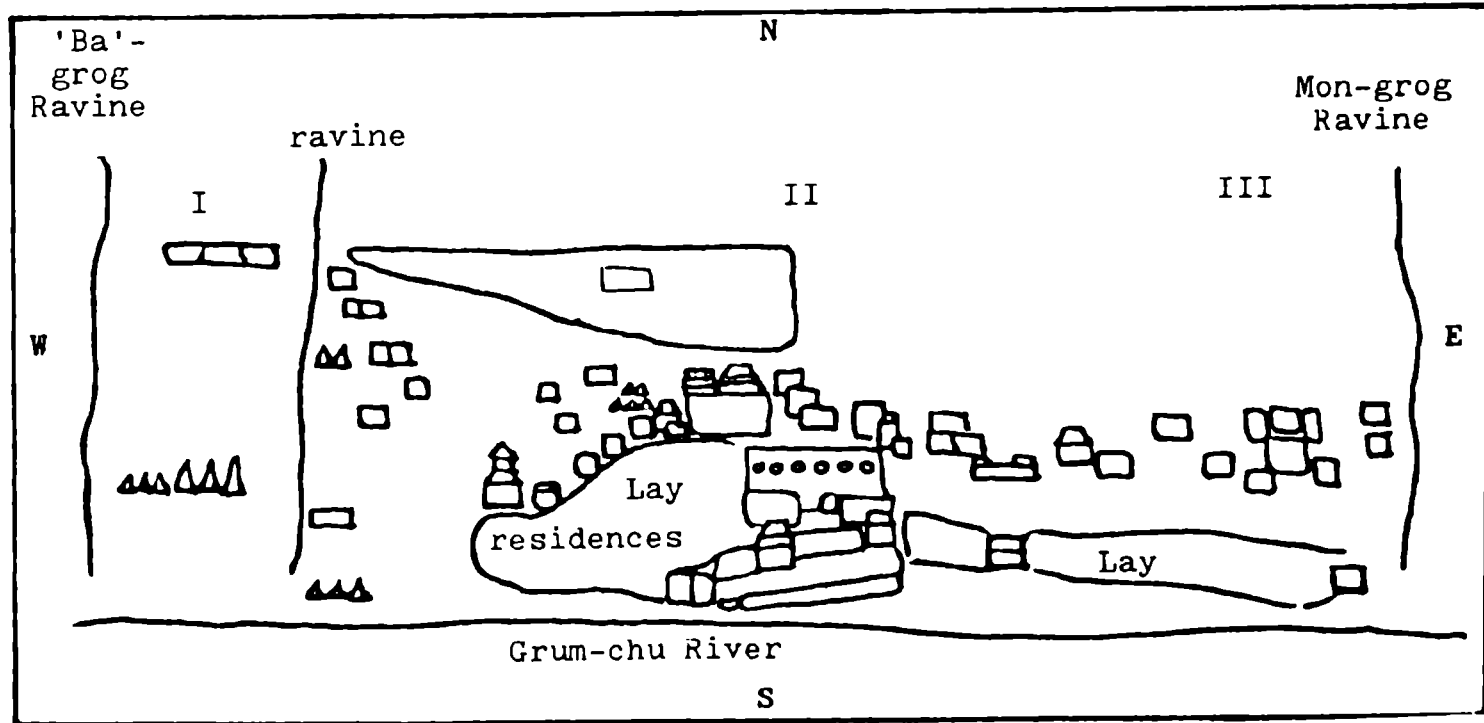 N
'Ba'-
grog
Ravine
Mon-grog
Ravine
ravine
I
II
III
W
E
Lay
residences
Lay
Grum-chu River
S